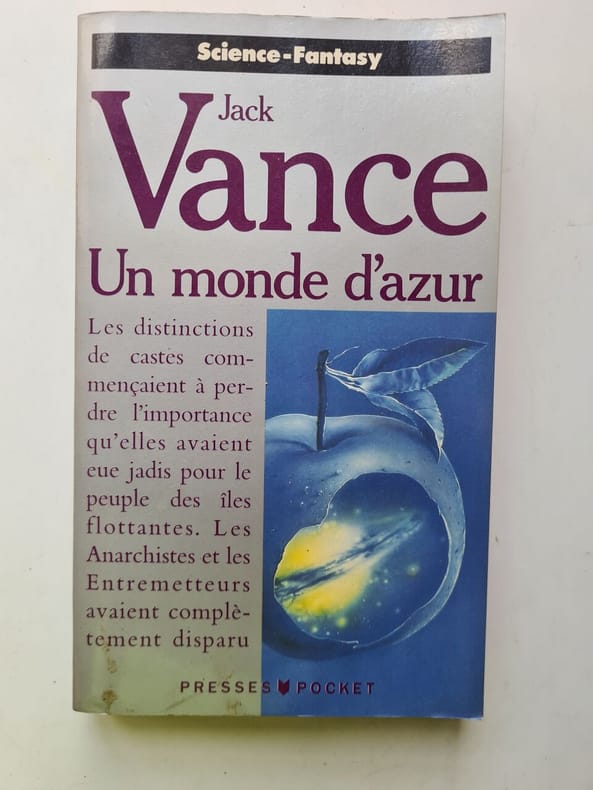 Science-Fantasy
Jack
Vance
Un monde d'azur
Les distinctions
de castes com-
mençaient à per-
dre l'importance
qu'elles avaient
eue jadis pour le
peuple des îles
flottantes. Les
Anarchistes et les
Entremetteurs
avaient complè-
tement disparu
PRESSES POCKET